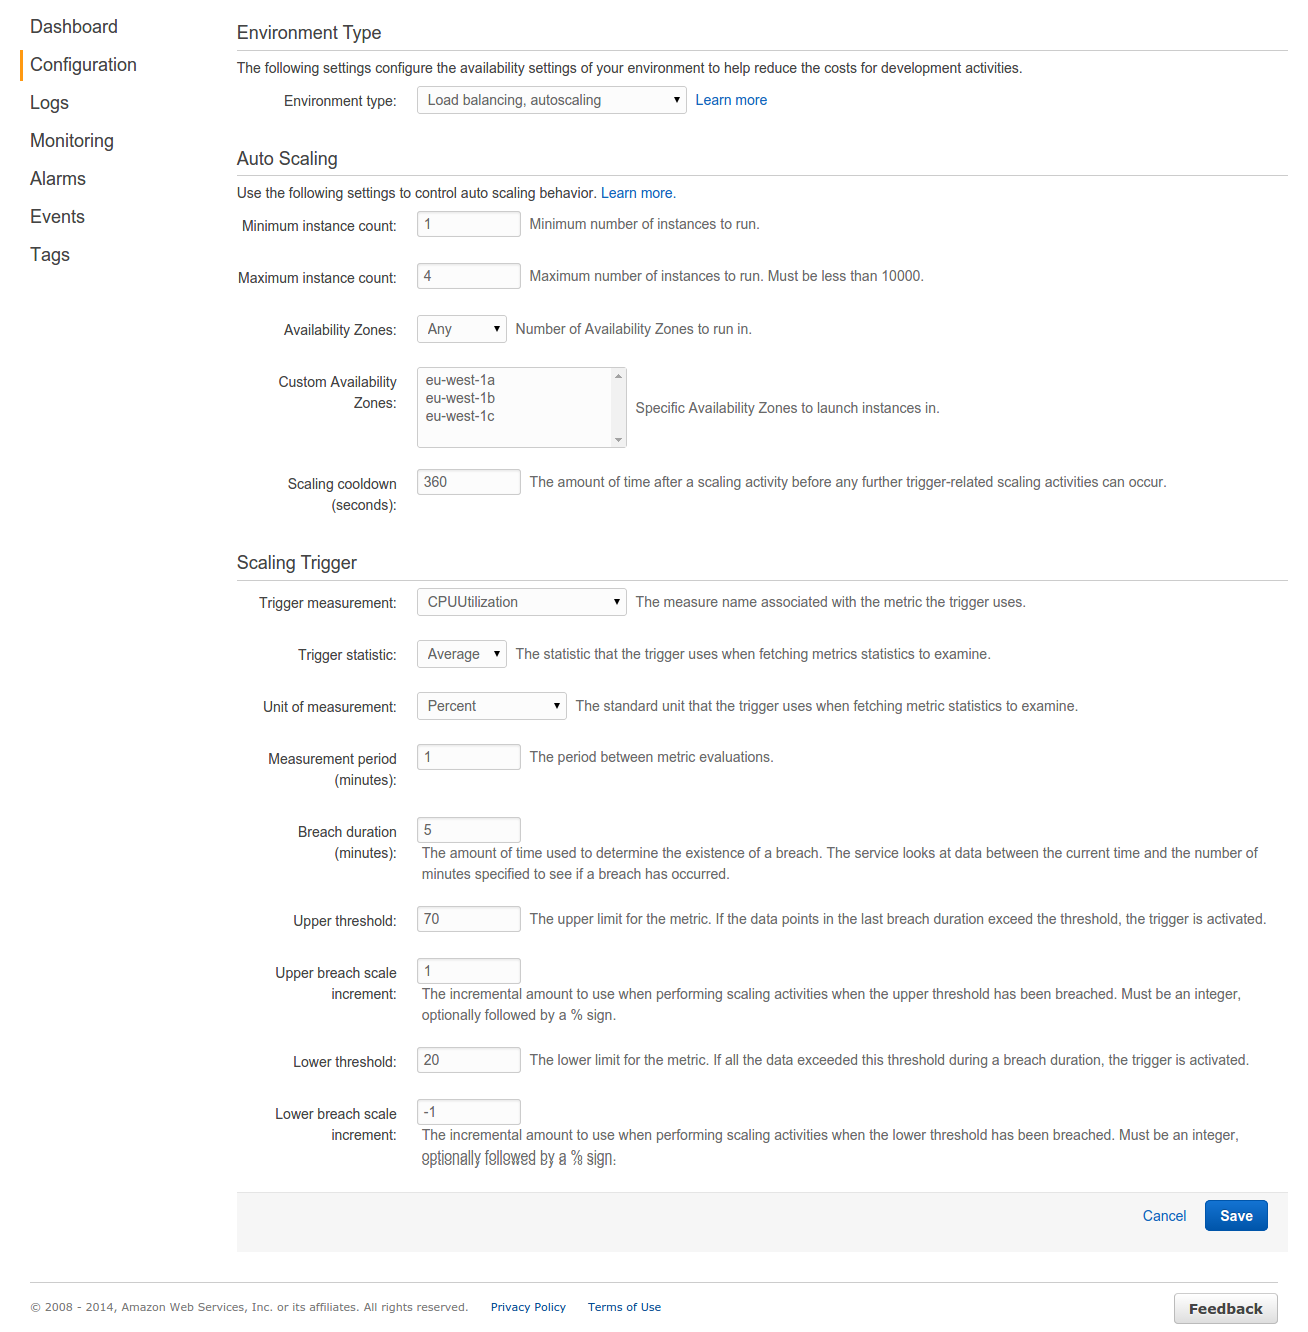 Dashboard
Configuration
Logs
Monitoring
Alarms
Events
Tags
Environment Type
The following settings configure the availability settings of your environment to help reduce the costs for development activities.
Environment type: Load balancing, autoscaling Learn more
Auto Scaling
Use the following settings to control auto scaling behavior. Learn more.
Minimum instance count: 1 Minimum number of instances to run.
Maximum instance count: 4 Maximum number of instances to run. Must be less than 10000.
Availability Zones: Any Number of Availability Zones to run in.
Custom Availability
Zones:
eu-west-1a
eu-west-1b
eu-west-1c
Specific Availability Zones to launch instances in.
Scaling cooldown
(seconds):
360 The amount of time after a scaling activity before any further trigger-related scaling activities can occur.
Scaling Trigger
Trigger measurement: CPUUtilization The measure name associated with the metric the trigger uses.
Trigger statistic: Average The statistic that the trigger uses when fetching metrics statistics to examine.
Unit of measurement: Percent The standard unit that the trigger uses when fetching metric statistics to examine.
Measurement period
(minutes):
1 The period between metric evaluations.
Breach duration
(minutes):
5
The amount of time used to determine the existence of a breach. The service looks at data between the current time and the number of
minutes specified to see if a breach has occurred.
Upper threshold: 70 The upper limit for the metric. If the data points in the last breach duration exceed the threshold, the trigger is activated.
Upper breach scale
increment:
1
The incremental amount to use when performing scaling activities when the upper threshold has been breached. Must be an integer,
optionally followed by a % sign.
Lower threshold: 20 The lower limit for the metric. If all the data exceeded this threshold during a breach duration, the trigger is activated.
Lower breach scale
increment:
-1
The incremental amount to use when performing scaling activities when the lower threshold has been breached. Must be an integer,
optionally followed by a % sign.
Cancel Save
© 2008 - 2014, Amazon Web Services, Inc. or its affiliates. All rights reserved. Privacy Policy Terms of Use
Feedback